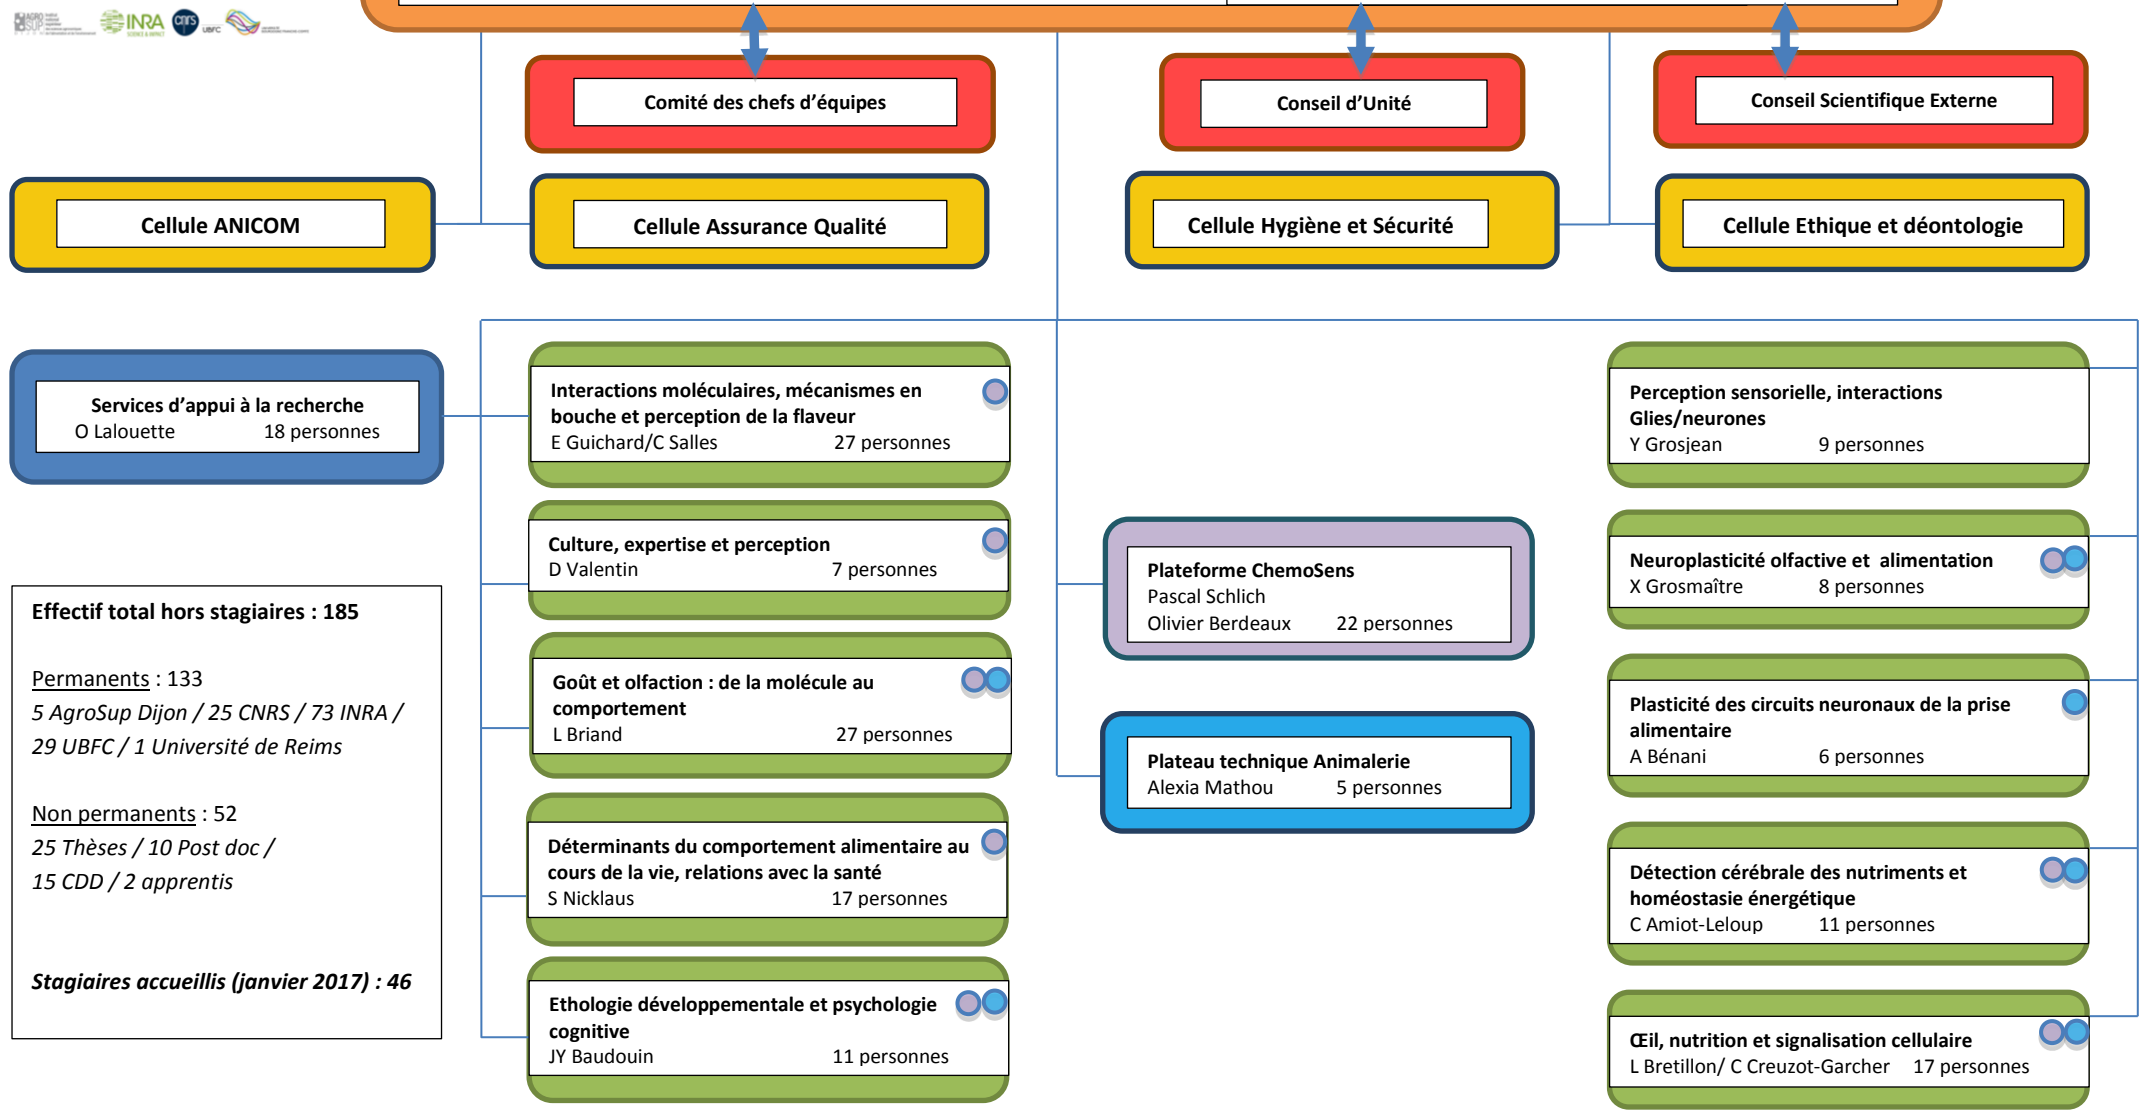 AGRO
SUP
INRA
SCIENCE & IMPACT
cnrs
UBFC
Comité des chefs d'équipes
Conseil d'Unité
Conseil Scientifique Externe
Cellule ANICOM
Cellule Assurance Qualité
Cellule Hygiène et Sécurité
Cellule Ethique et déontologie
Services d'appui à la recherche
O Lalouette 18 personnes
Effectif total hors stagiaires : 185
Permanents : 133
5 AgroSup Dijon / 25 CNRS / 73 INRA /
29 UBFC / 1 Université de Reims
Non permanents : 52
25 Thèses / 10 Post doc /
15 CDD / 2 apprentis
Stagiaires accueillis (janvier 2017) : 46
Interactions moléculaires, mécanismes en
bouche et perception de la flaveur
E Guichard/C Salles 27 personnes
Culture, expertise et perception
D Valentin 7 personnes
Goût et olfaction : de la molécule au
comportement
L Briand 27 personnes
Déterminants du comportement alimentaire au
cours de la vie, relations avec la santé
S Nicklaus 17 personnes
Ethologie développementale et psychologie
cognitive
JY Baudouin 11 personnes
Plateforme ChemoSens
Pascal Schlich
Olivier Berdeaux 22 personnes
Plateau technique Animalerie
Alexia Mathou 5 personnes
Perception sensorielle, interactions
Glies/neurones
Y Grosjean 9 personnes
Neuroplasticité olfactive et alimentation
X Grosmaître 8 personnes
Plasticité des circuits neuronaux de la prise
alimentaire
A Bénani 6 personnes
Détection cérébrale des nutriments et
homéostasie énergétique
C Amiot-Leloup 11 personnes
Œil, nutrition et signalisation cellulaire
L Bretillon/ C Creuzot-Garcher 17 personnes